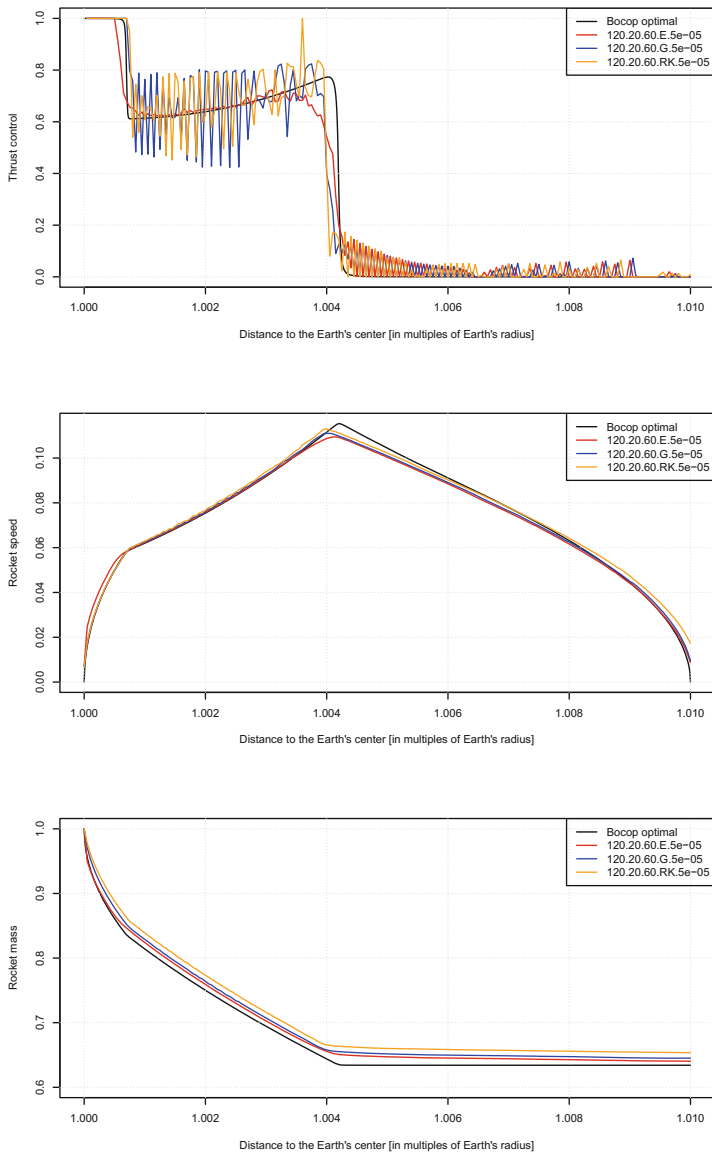 Thrust control
1.0
0.8
0.6
0.4
0.2
0.0
Bocop optimal
120.20.60.E.5e−05
120.20.60.G.5e−05
120.20.60.RK.5e−05
1.000 1.002 1.004 1.006 1.008 1.010
Distance to the Earth's center [in multiples of Earth's radius]
Rocket speed
0.10
0.08
0.06
0.04
0.02
0.00
Bocop optimal
120.20.60.E.5e−05
120.20.60.G.5e−05
120.20.60.RK.5e−05
1.000 1.002 1.004 1.006 1.008 1.010
Distance to the Earth's center [in multiples of Earth's radius]
Rocket mass
1.0
0.9
0.8
0.7
0.6
Bocop optimal
120.20.60.E.5e−05
120.20.60.G.5e−05
120.20.60.RK.5e−05
1.000 1.002 1.004 1.006 1.008 1.010
Distance to the Earth's center [in multiples of Earth's radius]